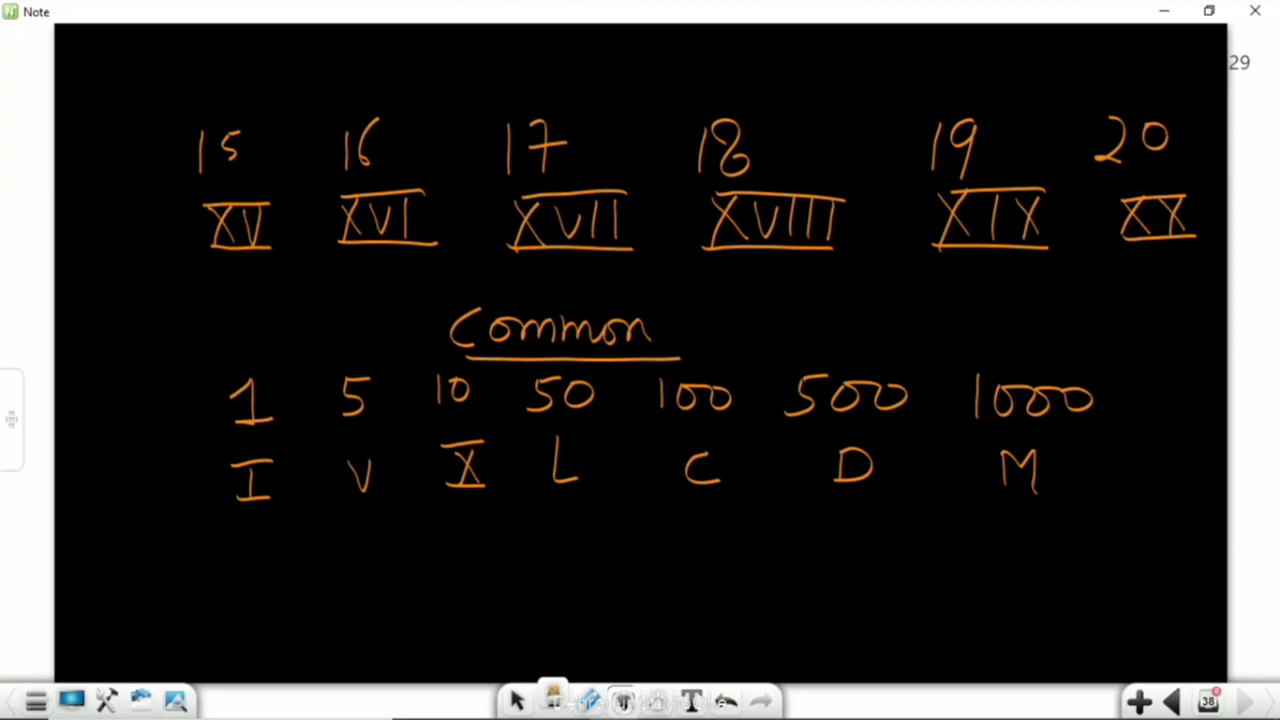 Note
29
15 16 17 18 19 20
XV XVI XVII XVIII XIX XX
Common
1 5 10 50 100 500 1000
I V X L C D M
T
38